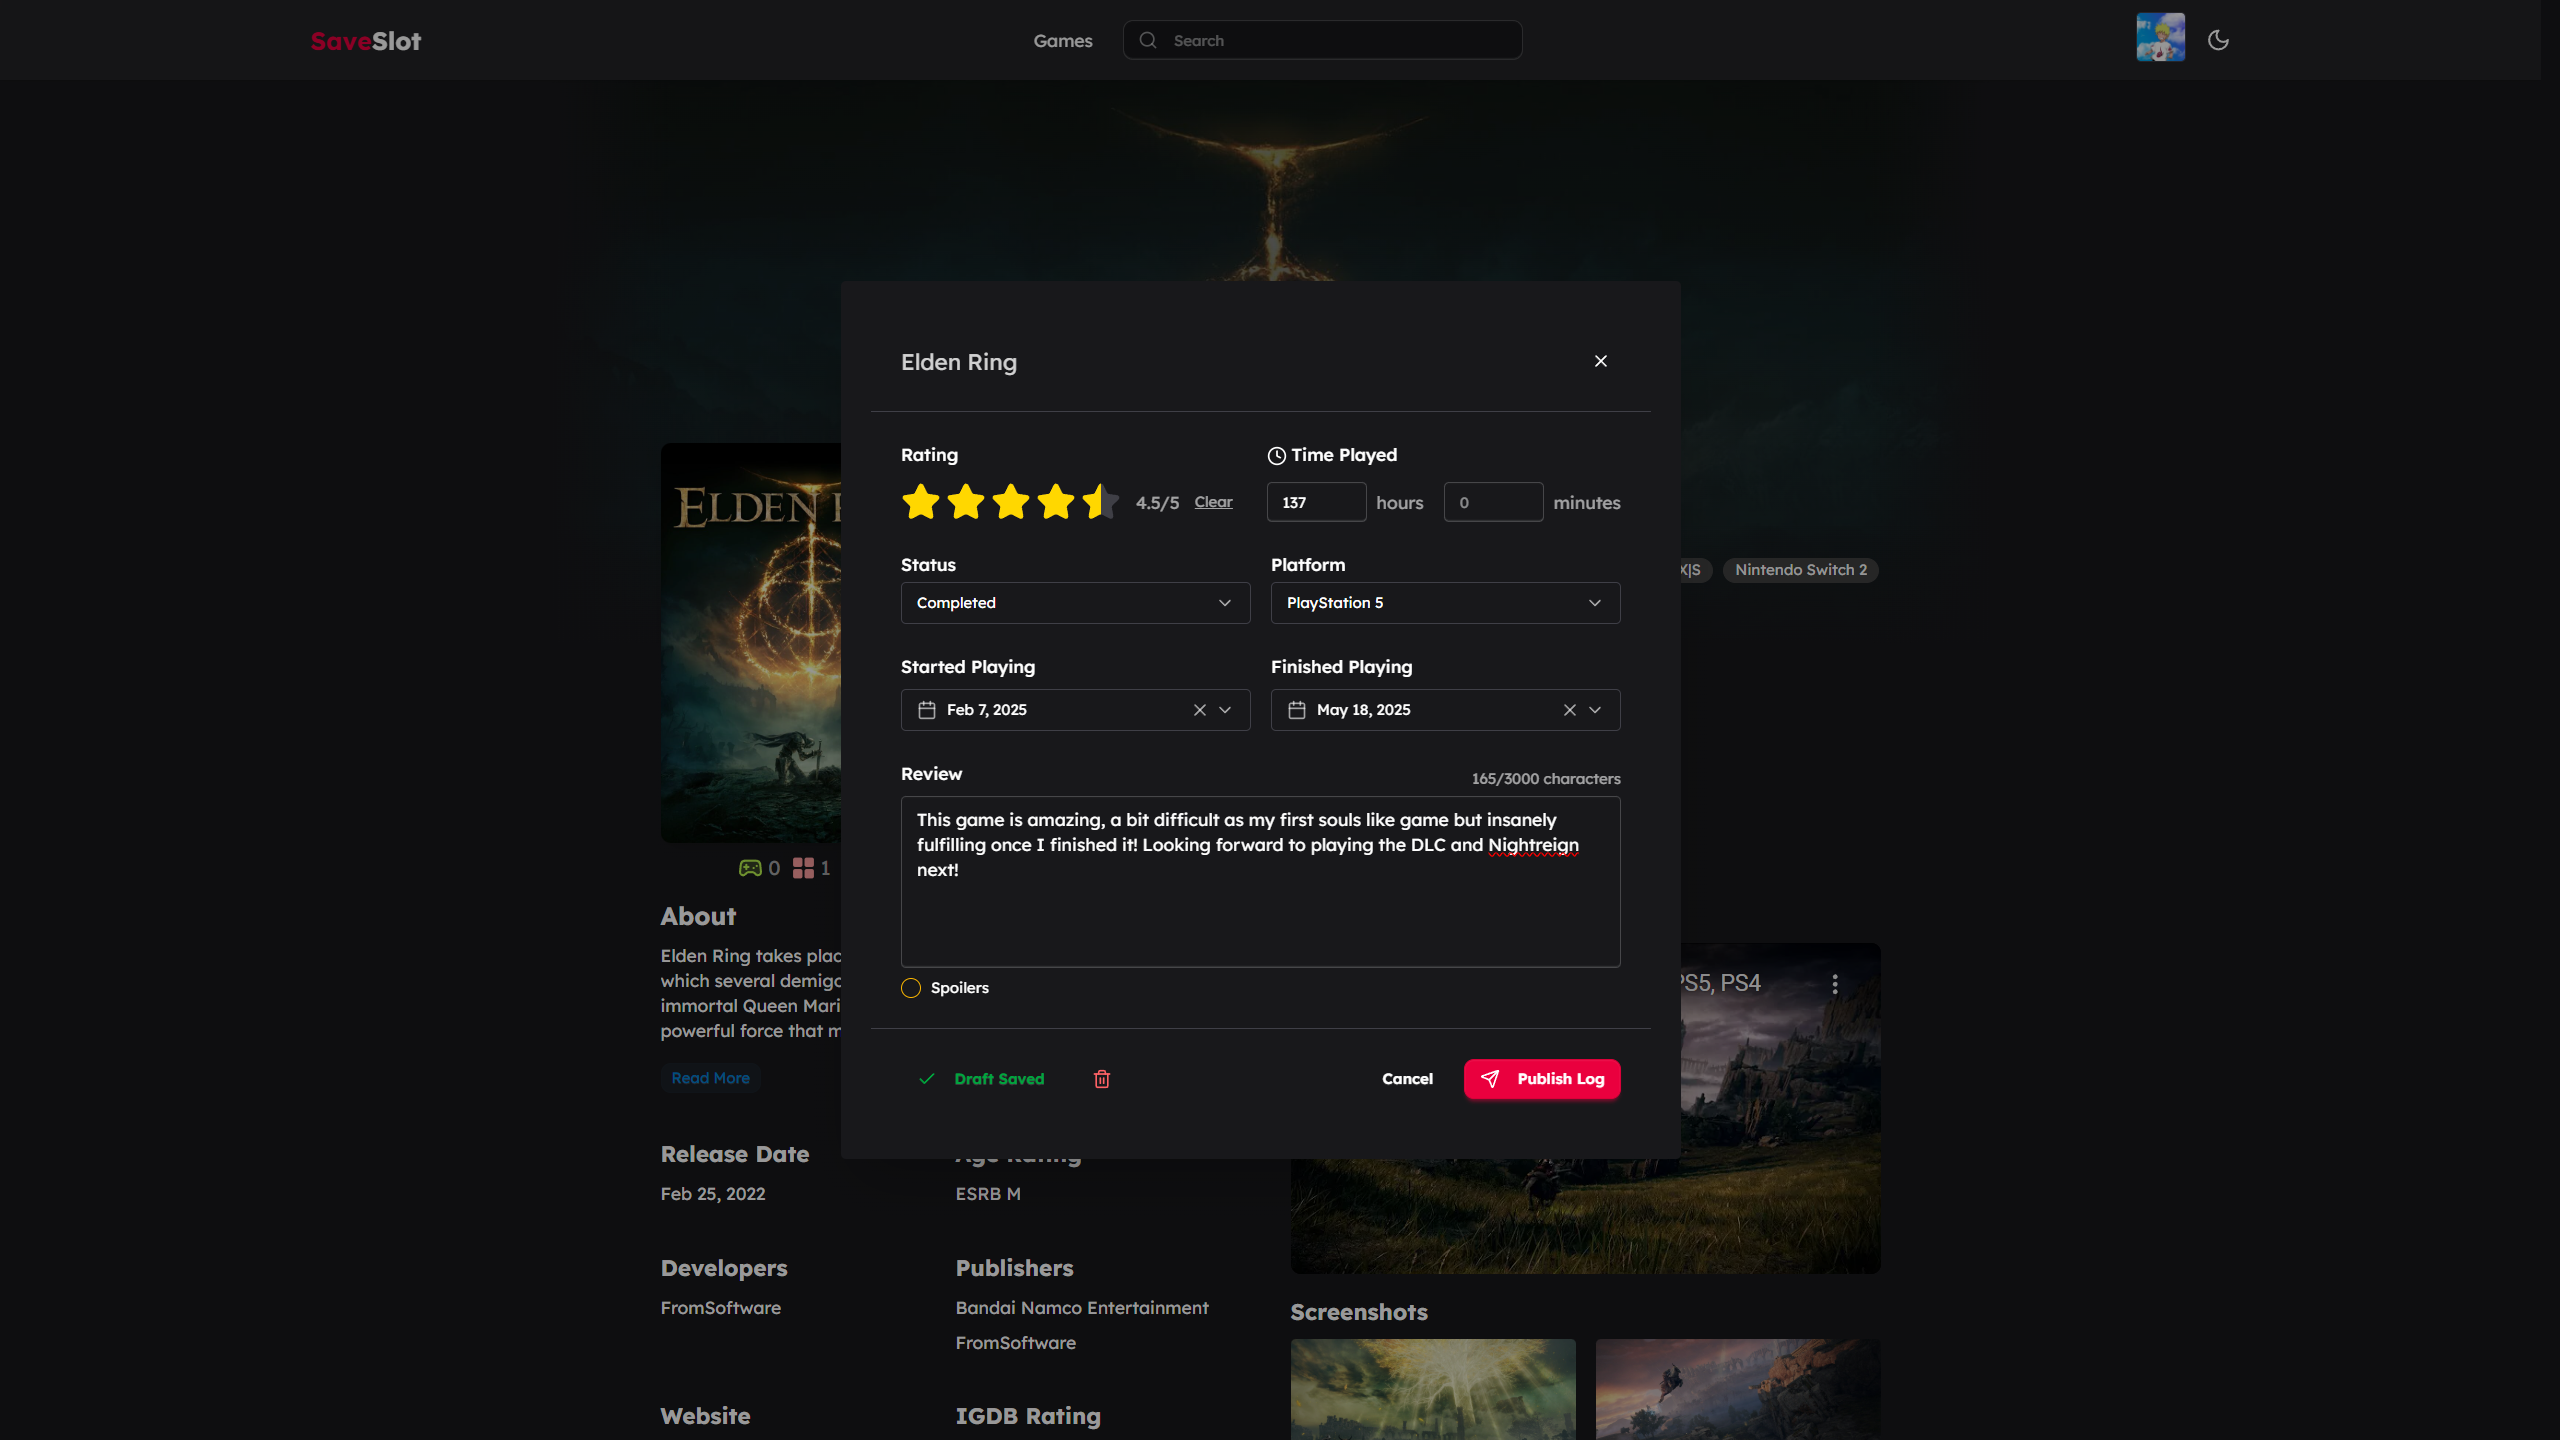 SaveSlot
Games
Search
Elden Ring
Rating
Time Played
4.5/5
Clear
137
hours
0
minutes
Status
Platform
Completed
PlayStation 5
Started Playing
Finished Playing
Feb 7, 2025
May 18, 2025
Review
165/3000 characters
This game is amazing, a bit difficult as my first souls like game but insanely
fulfilling once I finished it! Looking forward to playing the DLC and Nightreign
next!
Spoilers
Draft Saved
Cancel
Publish Log
ELDEN
X|S
Nintendo Switch 2
0
1
About
Elden Ring takes plac
which several demigo
immortal Queen Mari
powerful force that m
Read More
PS5, PS4
Release Date
Age Rating
Feb 25, 2022
ESRB M
Developers
Publishers
FromSoftware
Bandai Namco Entertainment
FromSoftware
Screenshots
Website
IGDB Rating